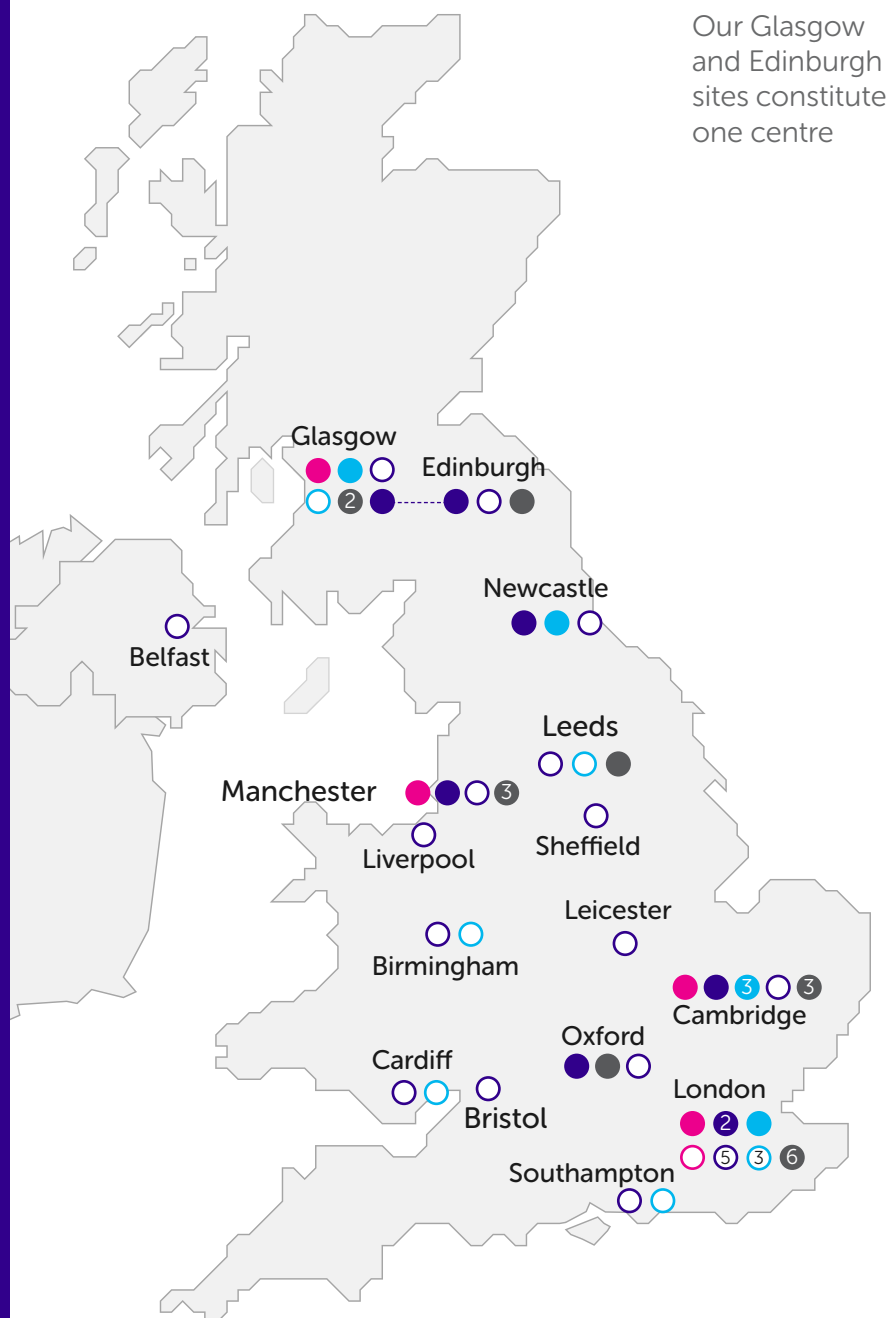 Our Glasgow
and Edinburgh
sites constitute
one centre
Glasgow
Edinburgh
2
Newcastle
Belfast
Leeds
Manchester
3
Sheffield
Liverpool
Leicester
Birmingham
3 3
Cambridge
Oxford
Cardiff
London
Bristol
2
5 3 6
Southampton